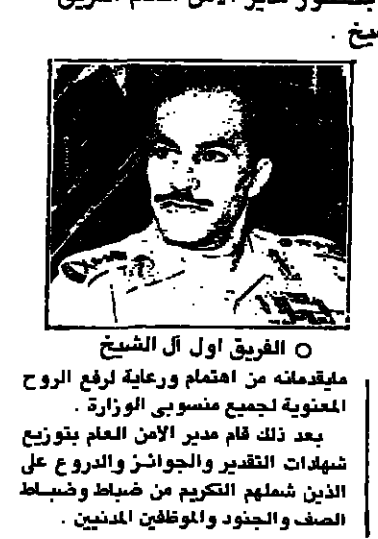 مدير الأمن العام الفريق
شيخ .
○ الفريق اول آل الشيخ
مايقدمانه من اهتمام ورعاية لرفع الروح
المعنوية لجميع منسوبي الوزارة .
بعد ذلك قام مدير الأمن العام بتوزيع
شهادات التقدير والجوائز والدروع على
الذين شملهم التكريم من ضباط وضباط
الصف والجنود والموظفين المدنيين .